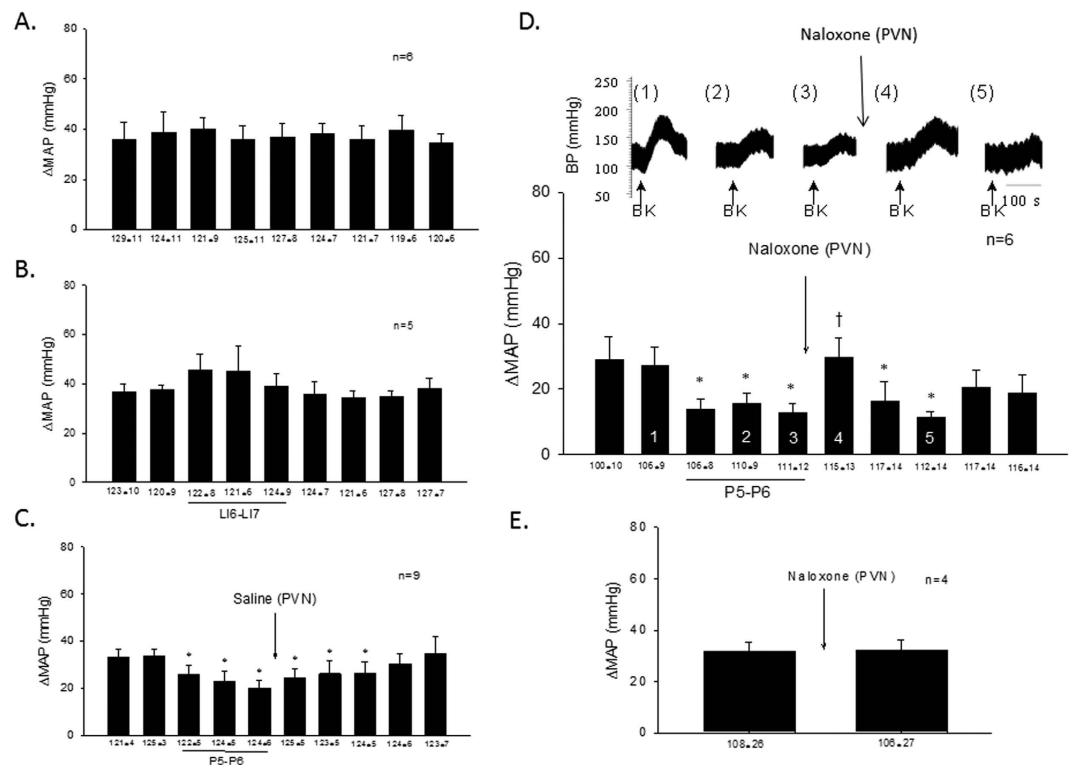 A.
ΔMAP (mmHg)
80
60
40
20
0
n=6
129±11 124±11 121±9 125±11 127±8 124±7 121±7 119±6 120±6
B.
ΔMAP (mmHg)
80
60
40
20
0
n=5
123±10 120±9 122±8 121±6 124±9 124±7 121±6 127±8 127±7
LI6-LI7
C.
ΔMAP (mmHg)
80
60
40
20
0
n=9
Saline (PVN)
* * * * * *
121±4 125±3 122±5 124±5 124±6 125±5 123±5 124±5 124±6 123±7
P5-P6
D.
Naloxone (PVN)
BP (mmHg)
250
200
150
100
50
(1) (2) (3) (4) (5)
BK BK BK BK BK
100 s
ΔMAP (mmHg)
80
60
40
20
0
n=6
Naloxone (PVN)
* * * † * *
1 2 3 4 5
100±10 106±9 106±8 110±9 111±12 115±13 117±14 112±14 117±14 116±14
P5-P6
E.
ΔMAP (mmHg)
80
60
40
20
0
Naloxone (PVN)
n=4
108±26 106±27